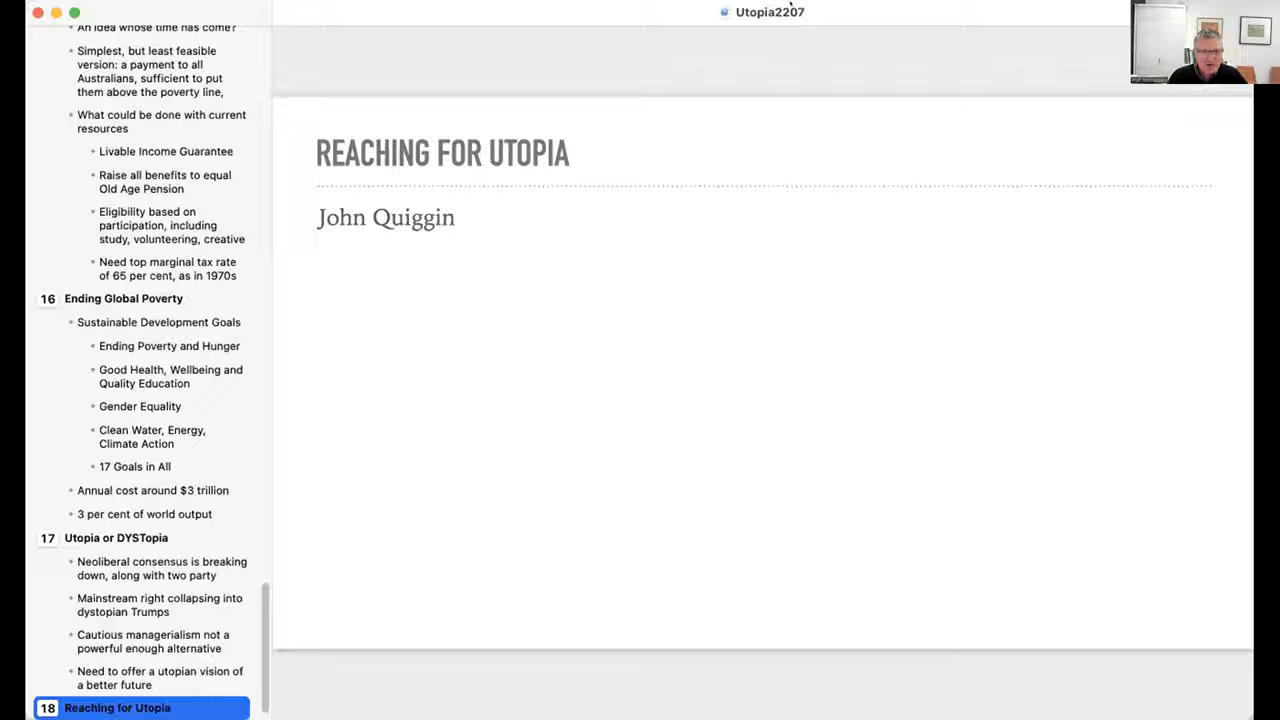 Utopia2207
An idea whose time has come?
Simplest, but least feasible
version: a payment to all
Australians, sufficient to put
them above the poverty line,
What could be done with current
resources
Livable Income Guarantee
Raise all benefits to equal
Old Age Pension
Eligibility based on
participation, including
study, volunteering, creative
Need top marginal tax rate
of 65 per cent, as in 1970s
16 Ending Global Poverty
Sustainable Development Goals
Ending Poverty and Hunger
Good Health, Wellbeing and
Quality Education
Gender Equality
Clean Water, Energy,
Climate Action
17 Goals in All
Annual cost around $3 trillion
3 per cent of world output
17 Utopia or DYSTopia
Neoliberal consensus is breaking
down, along with two party
Mainstream right collapsing into
dystopian Trumps
Cautious managerialism not a
powerful enough alternative
Need to offer a utopian vision of
a better future
18 Reaching for Utopia
REACHING FOR UTOPIA
John Quiggin